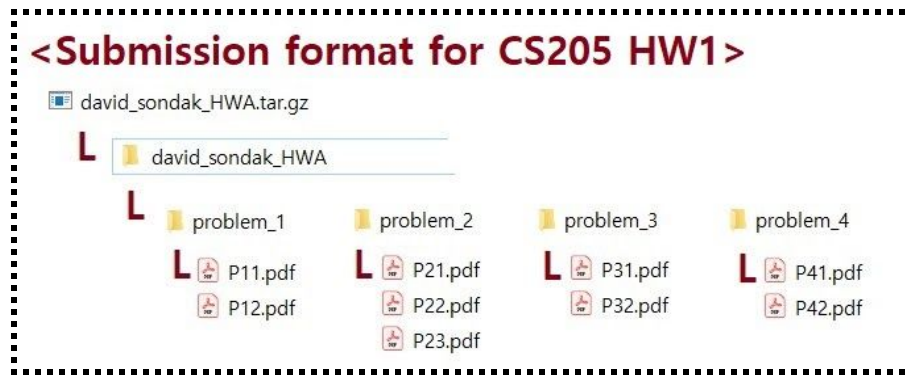 <Submission format for CS205 HW1>
david_sondak_HWA.tar.gz
david_sondak_HWA
problem_1 problem_2 problem_3 problem_4
P11.pdf P21.pdf P31.pdf P41.pdf
P12.pdf P22.pdf P32.pdf P42.pdf
P23.pdf